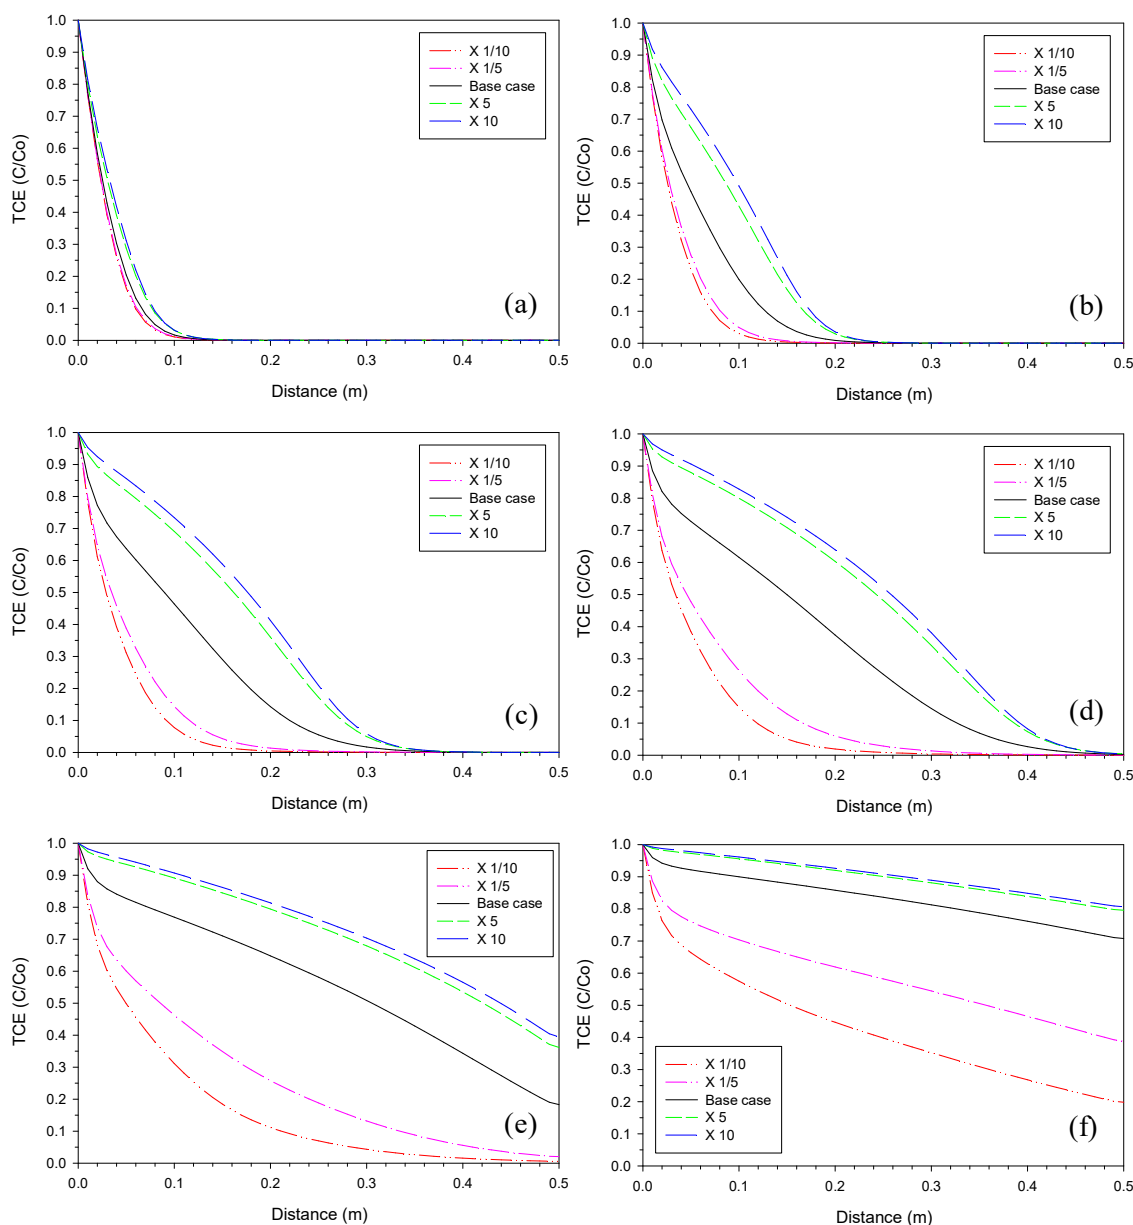 1.0
0.9
0.8
0.7
0.6
0.5
0.4
0.3
0.2
0.1
0.0
TCE (C/Co)
X 1/10
X 1/5
Base case
X 5
X 10
(a)
0.0 0.1 0.2 0.3 0.4 0.5
Distance (m)
1.0
0.9
0.8
0.7
0.6
0.5
0.4
0.3
0.2
0.1
0.0
TCE (C/Co)
X 1/10
X 1/5
Base case
X 5
X 10
(b)
0.0 0.1 0.2 0.3 0.4 0.5
Distance (m)
1.0
0.9
0.8
0.7
0.6
0.5
0.4
0.3
0.2
0.1
0.0
TCE (C/Co)
X 1/10
X 1/5
Base case
X 5
X 10
(c)
0.0 0.1 0.2 0.3 0.4 0.5
Distance (m)
1.0
0.9
0.8
0.7
0.6
0.5
0.4
0.3
0.2
0.1
0.0
TCE (C/Co)
X 1/10
X 1/5
Base case
X 5
X 10
(d)
0.0 0.1 0.2 0.3 0.4 0.5
Distance (m)
1.0
0.9
0.8
0.7
0.6
0.5
0.4
0.3
0.2
0.1
0.0
TCE (C/Co)
X 1/10
X 1/5
Base case
X 5
X 10
(e)
0.0 0.1 0.2 0.3 0.4 0.5
Distance (m)
1.0
0.9
0.8
0.7
0.6
0.5
0.4
0.3
0.2
0.1
0.0
TCE (C/Co)
X 1/10
X 1/5
Base case
X 5
X 10
(f)
0.0 0.1 0.2 0.3 0.4 0.5
Distance (m)